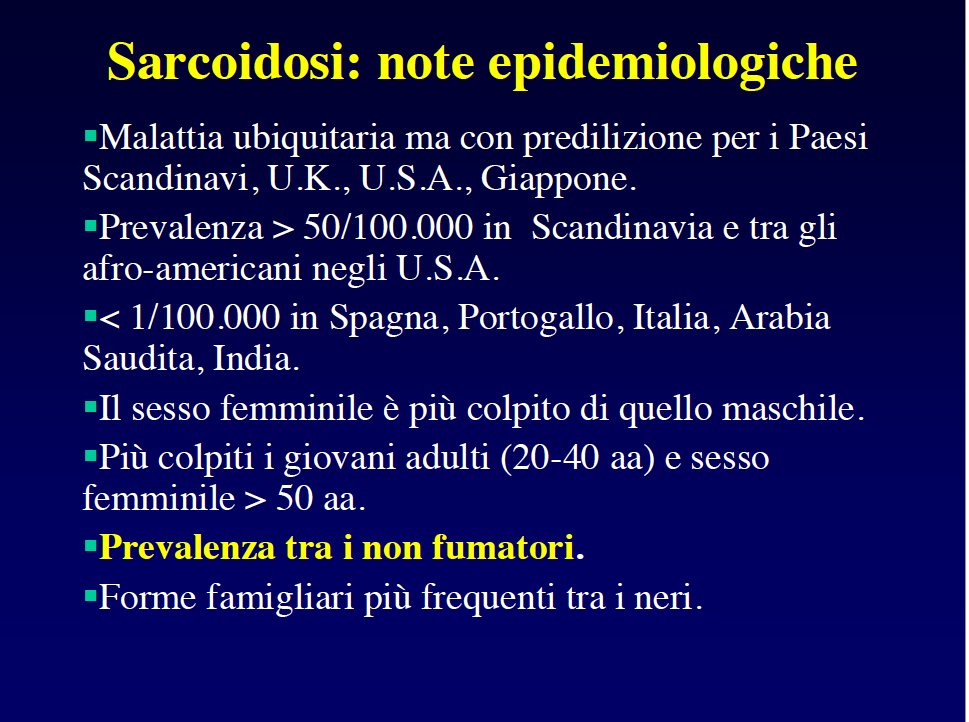 Sarcoidosi: note epidemiologiche
▪Malattia ubiquitaria ma con predilizione per i Paesi
Scandinavi, U.K., U.S.A., Giappone.
▪Prevalenza > 50/100.000 in  Scandinavia e tra gli
afro-americani negli U.S.A.
▪< 1/100.000 in Spagna, Portogallo, Italia, Arabia
Saudita, India.
▪Il sesso femminile è più colpito di quello maschile.
▪Più colpiti i giovani adulti (20-40 aa) e sesso
femminile > 50 aa.
▪Prevalenza tra i non fumatori.
▪Forme famigliari più frequenti tra i neri.